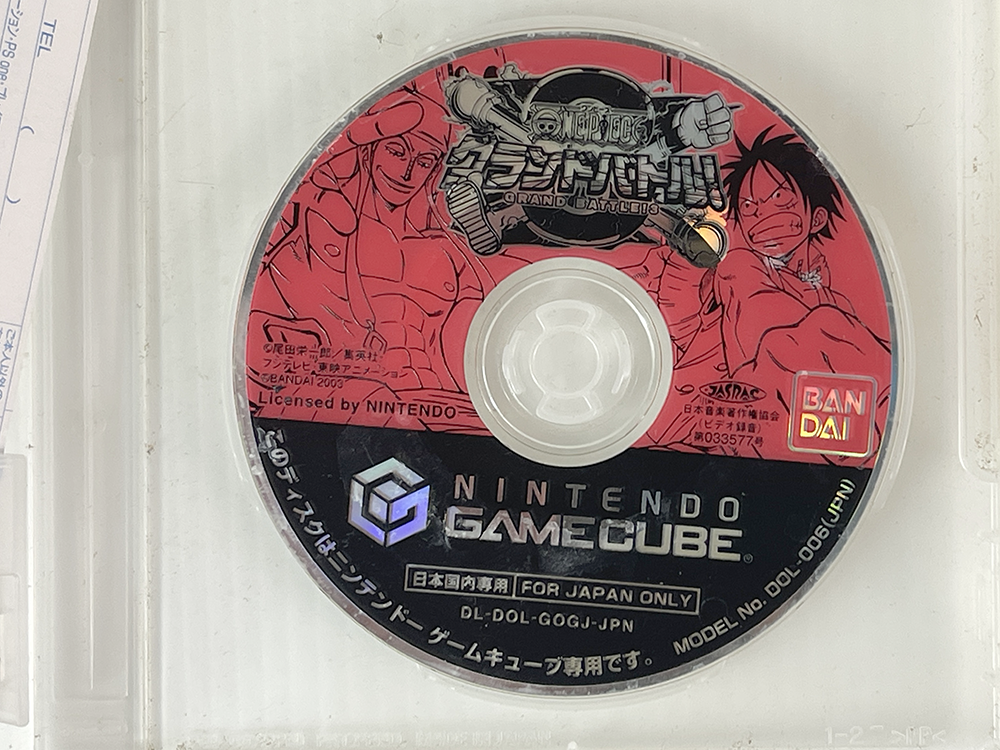 TEL
(
)
ONE PIECE
グランドバトル!
GRAND BATTLE!3
©尾田栄一郎/集英社・
フジテレビ・東映アニメーション
©BANDAI 2003
Licensed by NINTENDO
JASRAC
日本音楽著作権協会
(ビデオ録音)
第033577号
BAN
DAI
NINTENDO
GAMECUBE
日本国内専用 FOR JAPAN ONLY
DL-DOL-GOGJ-JPN
MODEL No. DOL-006(JPN)
このディスクはニンテンドー ゲームキューブ専用です。